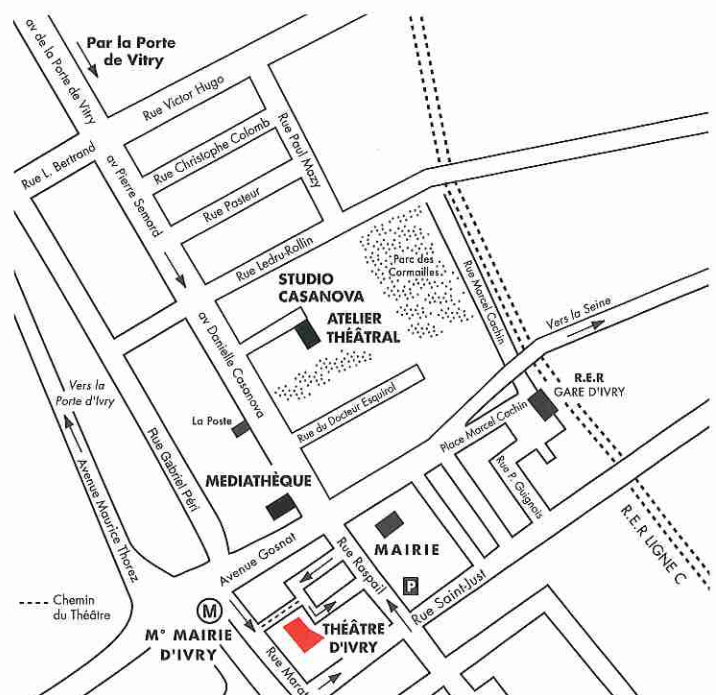 av de la Porte de Vitry
Par la Porte
de Vitry
Rue Victor Hugo
Rue Christophe Colomb
Rue Paul Mazy
Rue L. Bertrand
av Pierre Semard
Rue Pasteur
Rue Ledru-Rollin
Parc des
Cormailles
Rue Marcel Cachin
STUDIO
CASANOVA
ATELIER
THÉÂTRAL
av Danielle Casanova
Vers la Seine
R.E.R
GARE D'IVRY
Vers la
Porte d'Ivry
La Poste
Rue du Docteur Esquirol
Place Marcel Cachin
Rue Gabriel Péri
Avenue Maurice Thorez
MEDIATHÈQUE
Rue P. Guignois
MAIRIE
R.E.R LIGNE C
Avenue Gosnat
Rue Raspail
P
Rue Saint-Just
Chemin
du Théâtre
M
M° MAIRIE
D'IVRY
THÉÂTRE
D'IVRY
Rue Marat